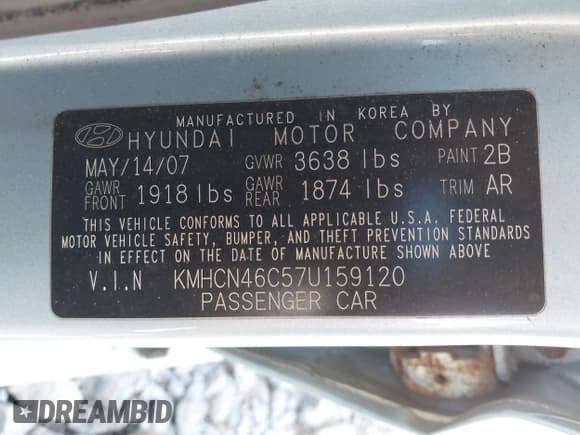 MANUFACTURED IN KOREA BY
HYUNDAI MOTOR COMPANY
MAY/14/07 GVWR 3638 lbs PAINT 2B
GAWR FRONT 1918 lbs GAWR REAR 1874 lbs TRIM AR
THIS VEHICLE CONFORMS TO ALL APPLICABLE U.S.A. FEDERAL
MOTOR VEHICLE SAFETY, BUMPER, AND THEFT PREVENTION STANDARDS
IN EFFECT ON THE DATE OF MANUFACTURE SHOWN ABOVE
V.I.N KMHCN46C57U159120
PASSENGER CAR
DREAMBID